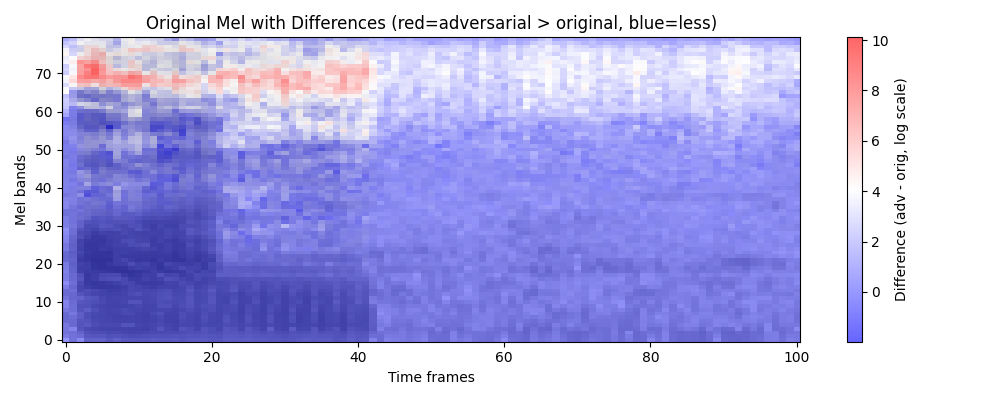 Original Mel with Differences (red=adversarial > original, blue=less)
Mel bands
70
60
50
40
30
20
10
0
0 20 40 60 80 100
Time frames
10
8
6
4
2
0
Difference (adv - orig, log scale)